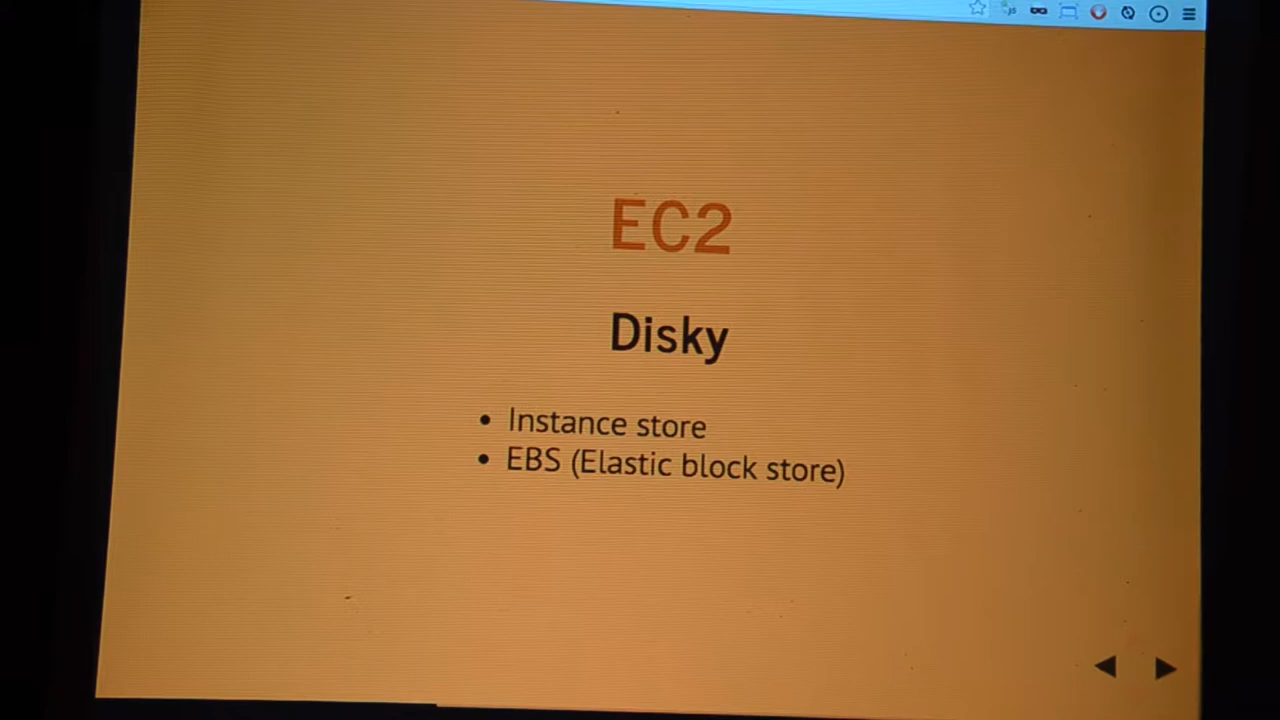 EC2
Disky
• Instance store
• EBS (Elastic block store)